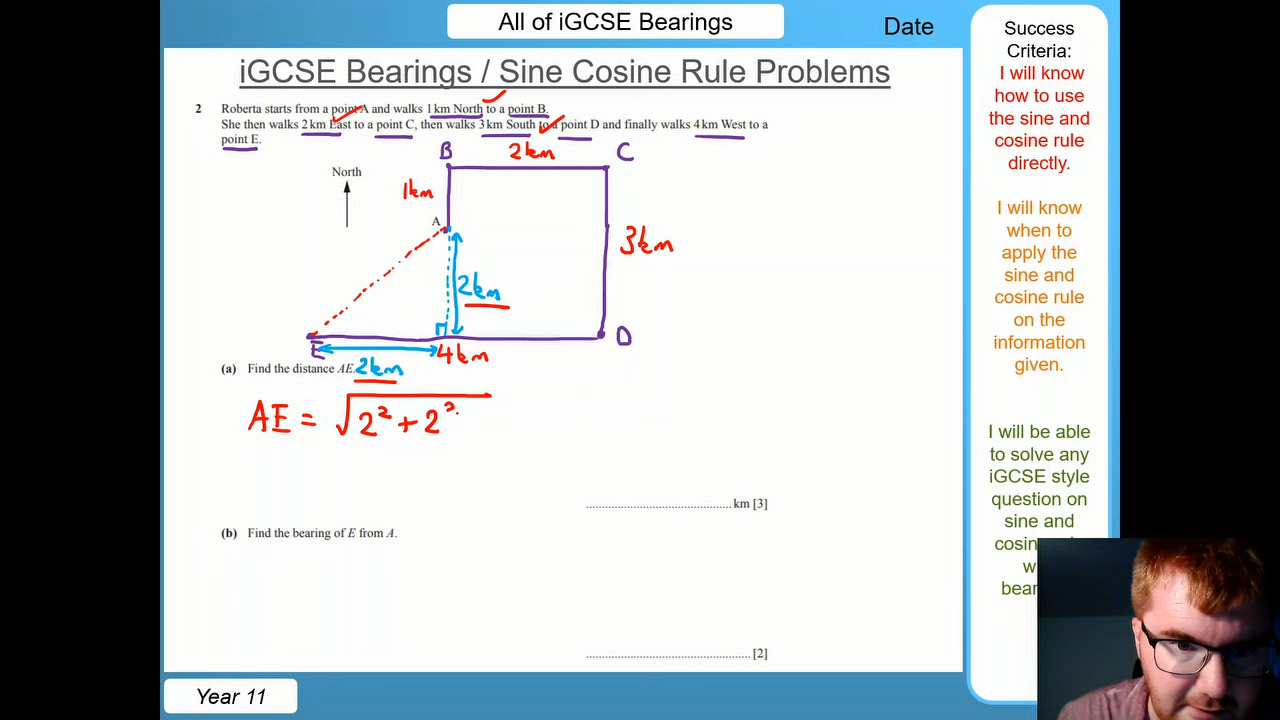 All of iGCSE Bearings
Date
iGCSE Bearings / Sine Cosine Rule Problems
2 Roberta starts from a point A and walks 1 km North to a point B.
She then walks 2 km East to a point C, then walks 3 km South to a point D and finally walks 4 km West to a
point E.
B 2km C
North
1km
A
3km
2km
E 4km D
(a) Find the distance AE.
2km
AE = √2² + 2²
km [3]
(b) Find the bearing of E from A.
[2]
Year 11
Success
Criteria:
I will know
how to use
the sine and
cosine rule
directly.
I will know
when to
apply the
sine and
cosine rule
on the
information
given.
I will be able
to solve any
iGCSE style
question on
sine and
cosin
w
bear